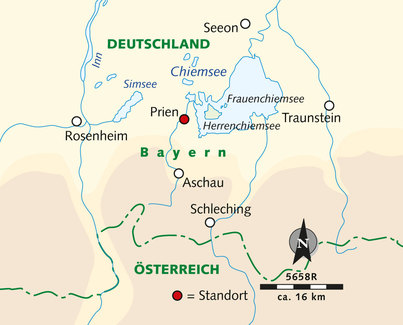 Seeon
DEUTSCHLAND
Inn
Chiemsee
Simsee
Frauenchiemsee
Prien
Traunstein
Herrenchiemsee
Rosenheim
Bayern
Aschau
Schleching
N
ÖSTERREICH
5658R
= Standort
ca. 16 km